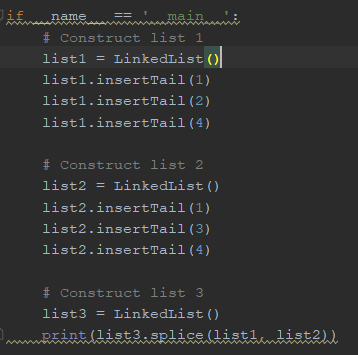 if __name__ == '__main__':
    # Construct list 1
    list1 = LinkedList()
    list1.insertTail(1)
    list1.insertTail(2)
    list1.insertTail(4)

    # Construct list 2
    list2 = LinkedList()
    list2.insertTail(1)
    list2.insertTail(3)
    list2.insertTail(4)

    # Construct list 3
    list3 = LinkedList()
    print(list3.splice(list1, list2))